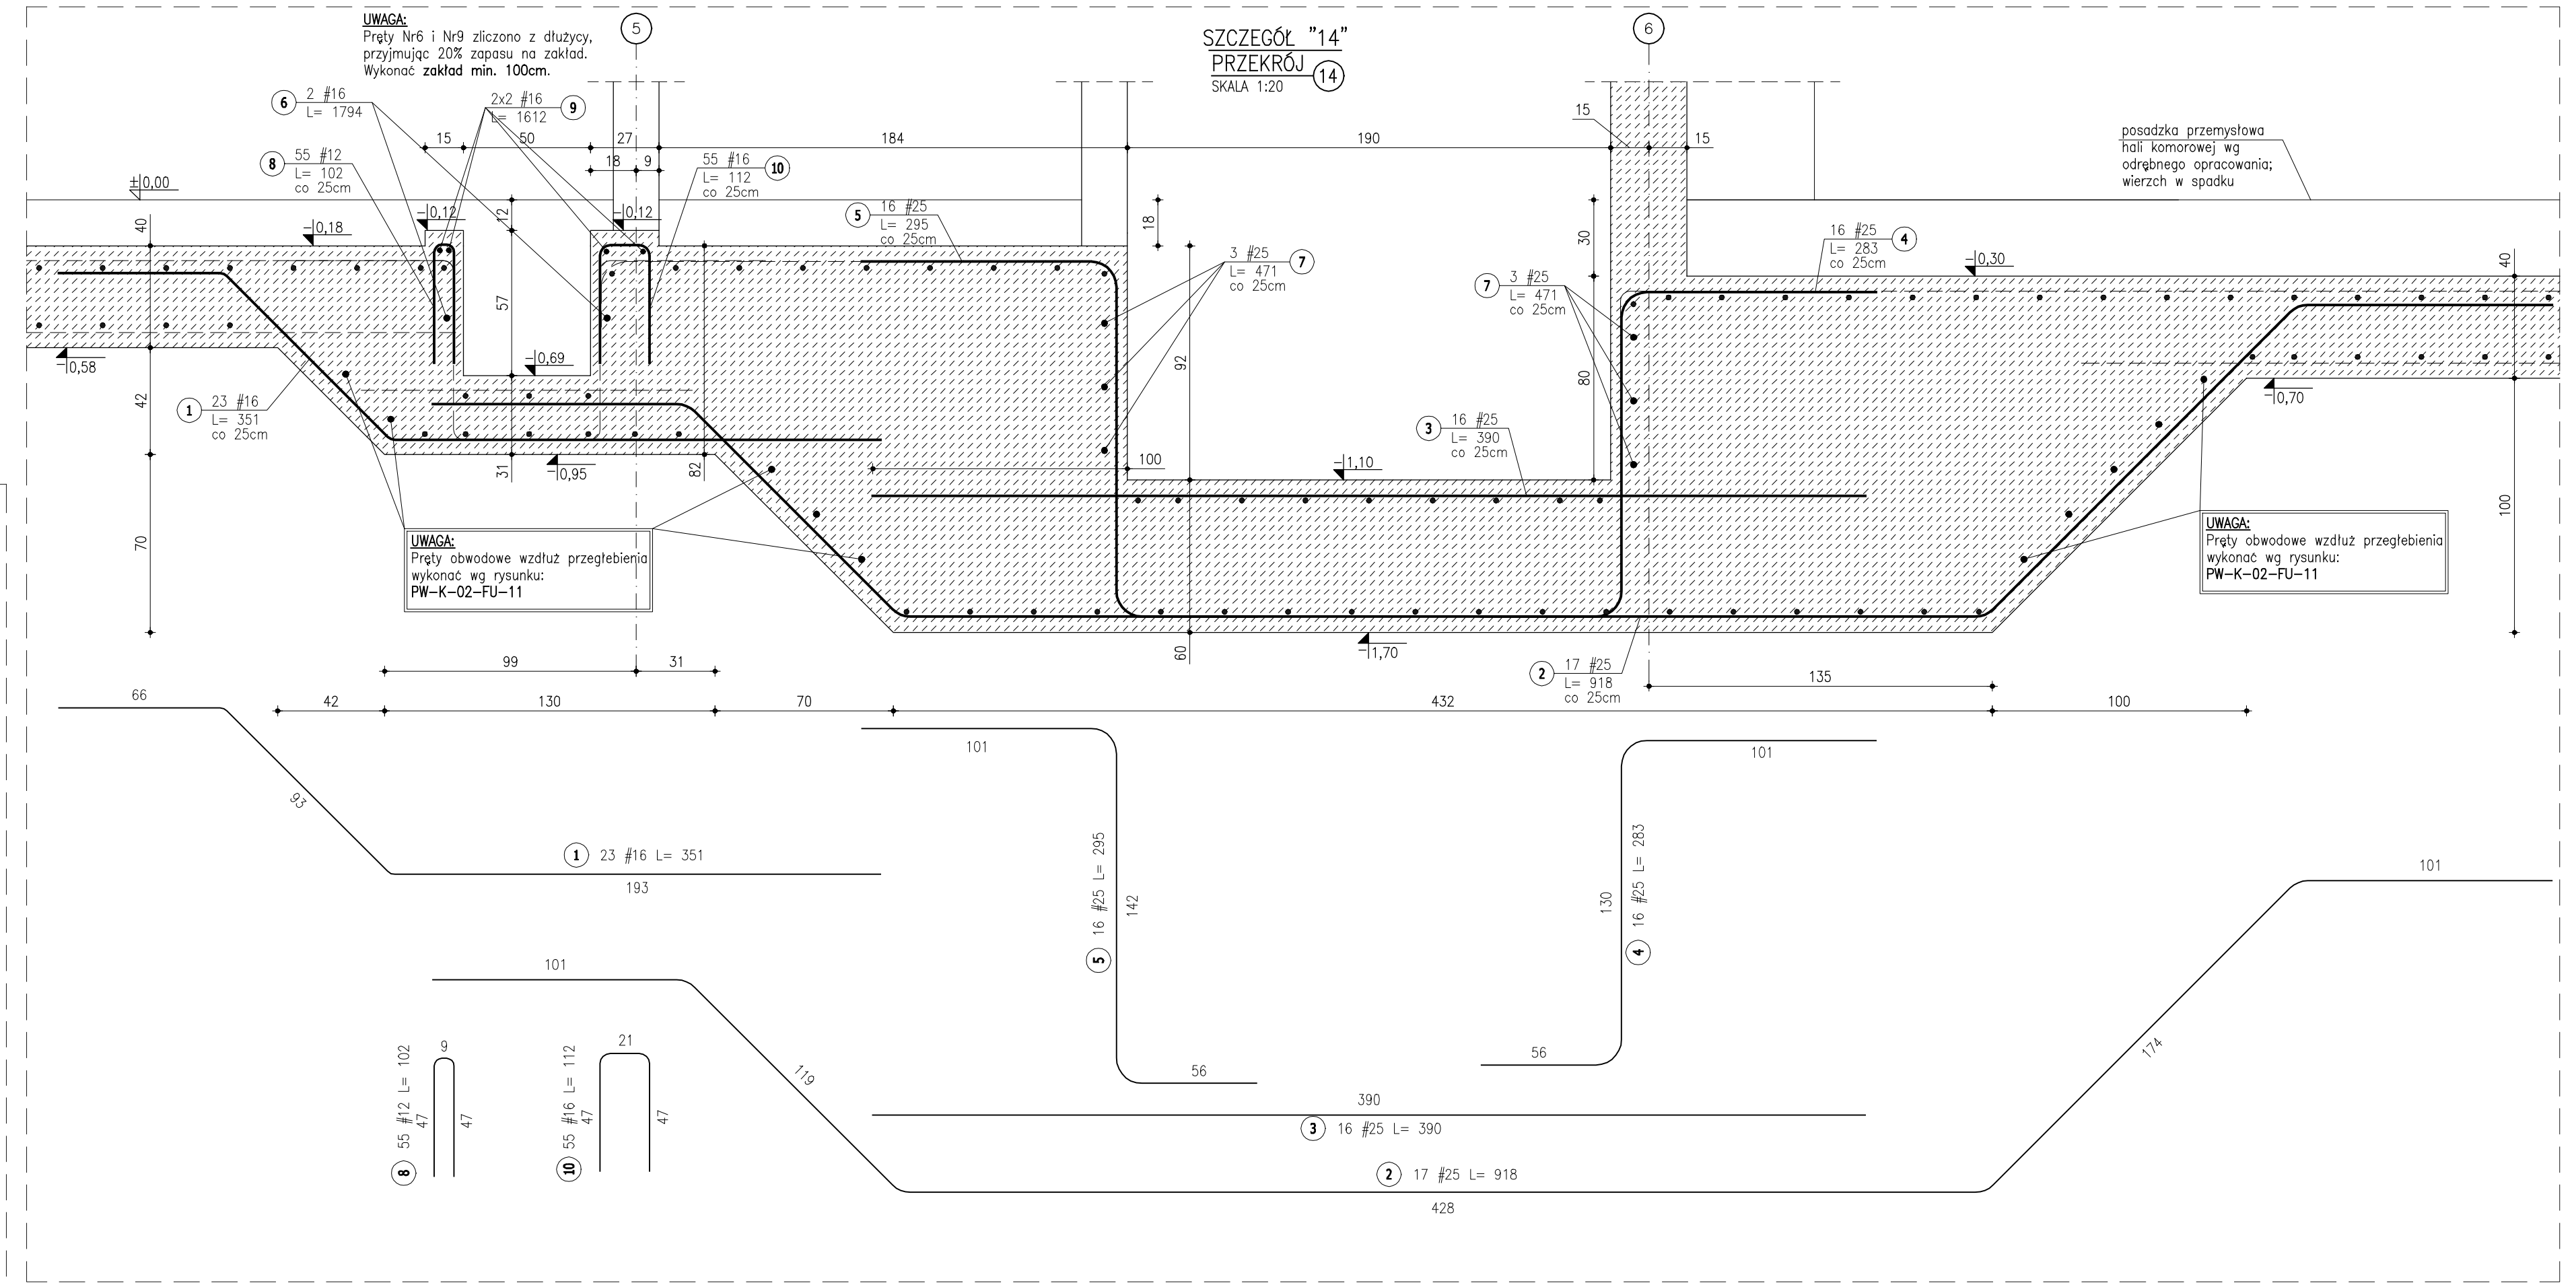 UWAGA:
Pręty Nr6 i Nr9 zliczono z dłużycy,
przyjmując 20% zapasu na zakład.
Wykonać zakład min. 100cm.
5
SZCZEGÓŁ "14"
PRZEKRÓJ
14
SKALA 1:20
6
6
2 #16
L= 1794
2x2 #16
L= 1612
9
8
55 #12
L= 102
co 25cm
15
50
27
18
9
184
190
15
15
55 #16
L= 112
co 25cm
10
posadzka przemysłowa
hali komorowej wg
odrębnego opracowania;
wierzch w spadku
±0,00
-0,18
-0,12
-0,12
12
40
5
16 #25
L= 295
co 25cm
18
30
3 #25
L= 471
co 25cm
7
7
3 #25
L= 471
co 25cm
16 #25
L= 283
co 25cm
4
-0,30
40
57
-0,69
-0,58
92
80
-0,70
42
1
23 #16
L= 351
co 25cm
3
16 #25
L= 390
co 25cm
31
-0,95
82
100
-1,10
70
100
UWAGA:
Pręty obwodowe wzdłuż przegłebienia
wykonać wg rysunku:
PW-K-02-FU-11
UWAGA:
Pręty obwodowe wzdłuż przegłebienia
wykonać wg rysunku:
PW-K-02-FU-11
60
-1,70
2
17 #25
L= 918
co 25cm
99
31
135
42
130
70
432
100
66
93
1 23 #16 L= 351
193
101
5 16 #25 L= 295
142
56
101
4 16 #25 L= 283
130
56
101
101
119
174
8 55 #12 L= 102
9
47
47
10 55 #16 L= 112
21
47
47
390
3 16 #25 L= 390
2 17 #25 L= 918
428